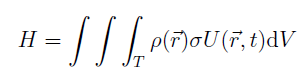 H = ∫ ∫ ∫_T ρ(r⃗)σU(r⃗, t)dV